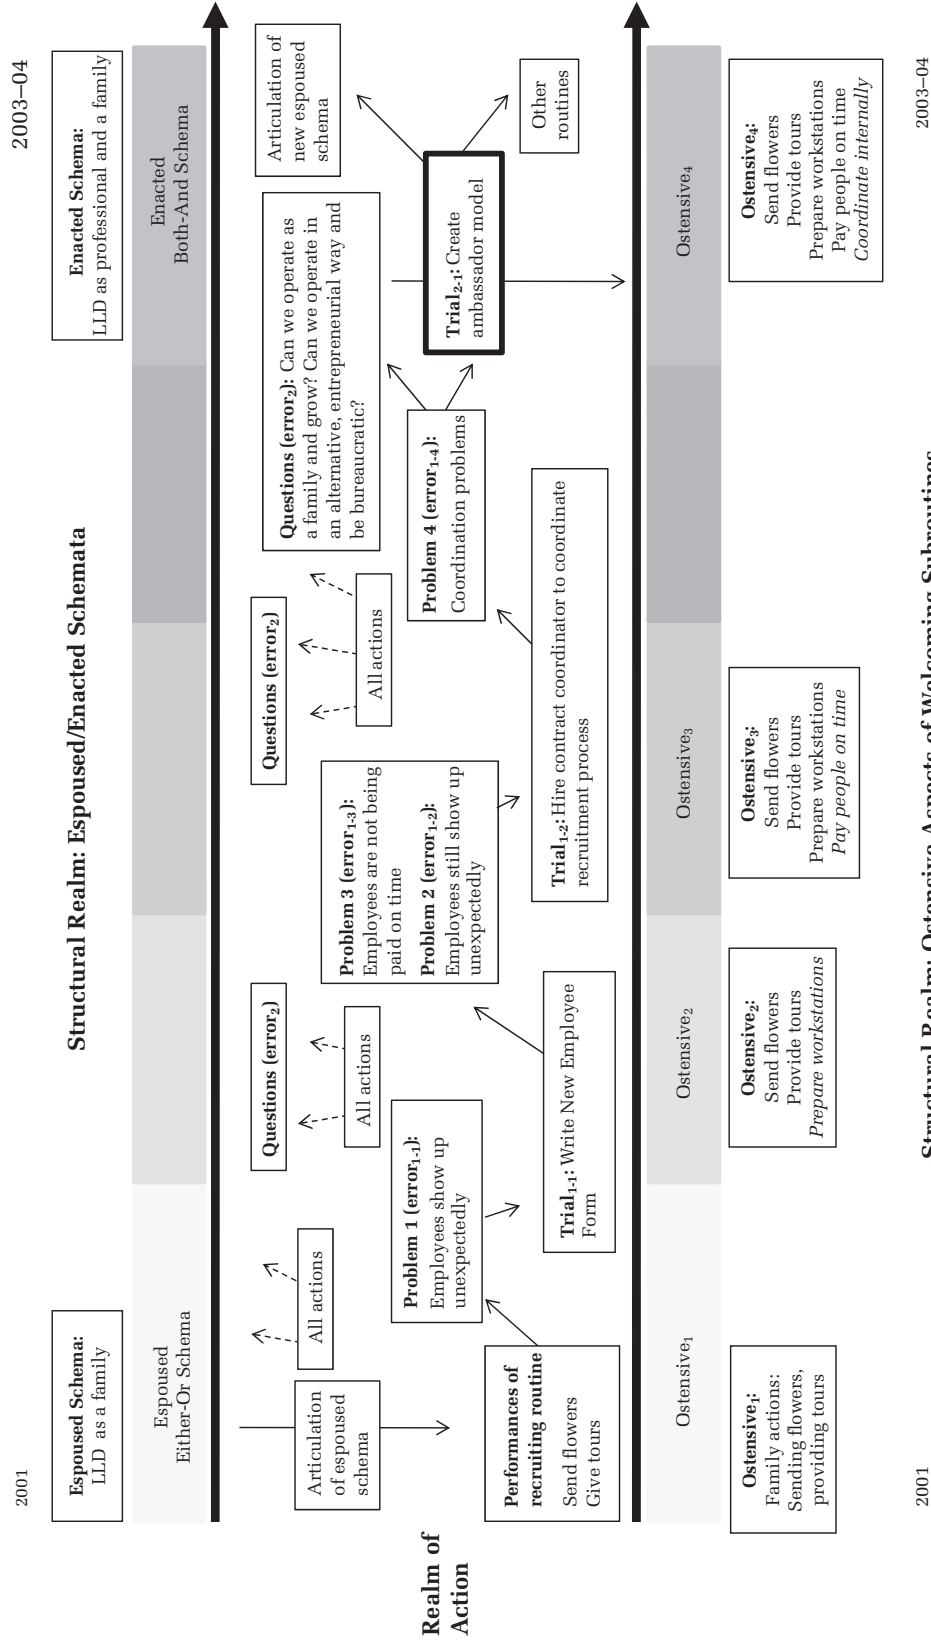 2001
2003–04
Structural Realm: Espoused/Enacted Schemata
Espoused Schema:
LLD as a family
Enacted Schema:
LLD as professional and a family
Espoused
Either-Or Schema
Enacted
Both-And Schema
Realm of
Action
Articulation
of espoused
schema
All actions
Performances of
recruiting routine
Send flowers
Give tours
Problem 1 (error1-1):
Employees show up
unexpectedly
All actions
Questions (error2)
Trial1-1: Write New Employee
Form
Problem 3 (error1-3):
Employees are not being
paid on time
Problem 2 (error1-2):
Employees still show up
unexpectedly
Questions (error2)
All actions
Trial1-2: Hire contract coordinator to coordinate
recruitment process
Problem 4 (error1-4):
Coordination problems
Questions (error2): Can we operate as
a family and grow? Can we operate in
an alternative, entrepreneurial way and
be bureaucratic?
Trial2-1: Create
ambassador model
Articulation of
new espoused
schema
Other
routines
Ostensive1
Ostensive2
Ostensive3
Ostensive4
Ostensive1:
Family actions:
Sending flowers,
providing tours
Ostensive2:
Send flowers
Provide tours
Prepare workstations
Ostensive3:
Send flowers
Provide tours
Prepare workstations
Pay people on time
Ostensive4:
Send flowers
Provide tours
Prepare workstations
Pay people on time
Coordinate internally
2001
Structural Realm: Ostensive Aspects of Welcoming Subroutines
2003–04